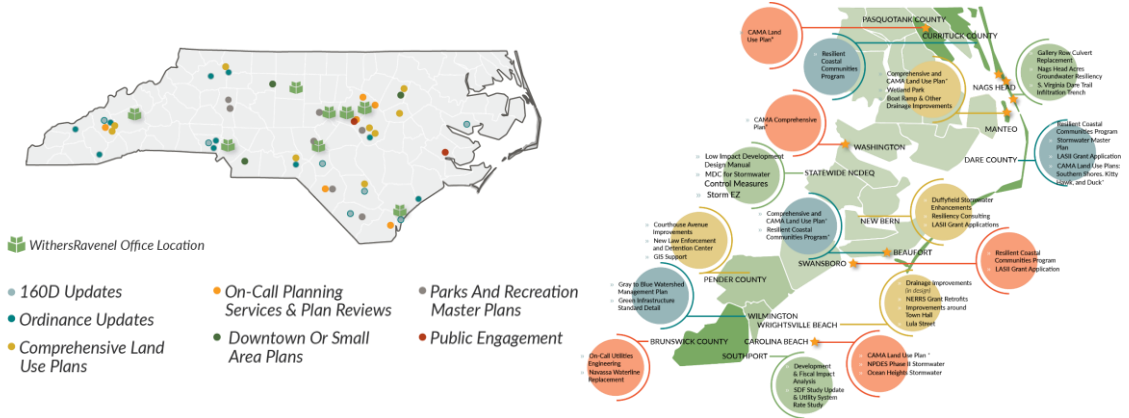 WithersRavenel Office Location
160D Updates
Ordinance Updates
Comprehensive Land
Use Plans
On-Call Planning
Services & Plan Reviews
Downtown Or Small
Area Plans
Parks And Recreation
Master Plans
Public Engagement
CAMA Land
Use Plan*
PASQUOTANK COUNTY
CURRITUCK COUNTY
Resilient
Coastal
Communities
Program
Comprehensive and
CAMA Land Use Plan*
Wetland Park
Boat Ramp & Other
Drainage Improvements
NAGS HEAD
Gallery Row Culvert
Replacement
Nags Head Acres
Groundwater Resiliency
S. Virginia Dare Trail
Infiltration Trench
MANTEO
CAMA Comprehensive
Plan*
WASHINGTON
DARE COUNTY
Resilient Coastal
Communities Program
Stormwater Master
Plan
LASII Grant Application
CAMA Land Use Plans:
Southern Shores, Kitty
Hawk, and Duck*
Low Impact Development
Design Manual
MDC for Stormwater
Control Measures
Storm EZ
STATEWIDE NCDEQ
Comprehensive and
CAMA Land Use Plan*
Resilient Coastal
Communities Program*
NEW BERN
Duffyfield Stormwater
Enhancements
Resiliency Consulting
LASII Grant Applications
BEAUFORT
SWANSBORO
Resilient Coastal
Communities Program
LASII Grant Application
Courthouse Avenue
Improvements
New Law Enforcement
and Detention Center
GIS Support
PENDER COUNTY
Gray to Blue Watershed
Management Plan
Green Infrastructure
Standard Detail
WILMINGTON
WRIGHTSVILLE BEACH
Drainage Improvements
(in design)
NERRS Grant Retrofits
Improvements around
Town Hall
Lula Street
BRUNSWICK COUNTY
On-Call Utilities
Engineering
Navassa Waterline
Replacement
CAROLINA BEACH
CAMA Land Use Plan *
NPDES Phase II Stormwater
Ocean Heights Stormwater
SOUTHPORT
Development
& Fiscal Impact
Analysis
SDF Study Update
& Utility System
Rate Study